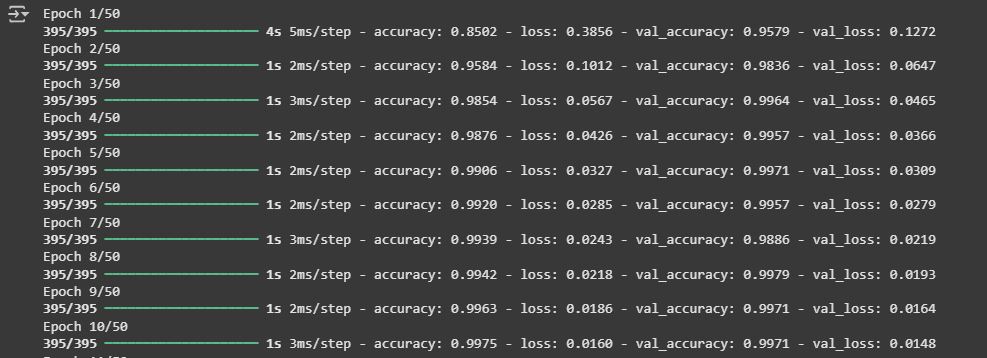 Epoch 1/50
395/395 ━━━━━━━━━━━━━━━━━━━━ 4s 5ms/step - accuracy: 0.8502 - loss: 0.3856 - val_accuracy: 0.9579 - val_loss: 0.1272
Epoch 2/50
395/395 ━━━━━━━━━━━━━━━━━━━━ 1s 2ms/step - accuracy: 0.9584 - loss: 0.1012 - val_accuracy: 0.9836 - val_loss: 0.0647
Epoch 3/50
395/395 ━━━━━━━━━━━━━━━━━━━━ 1s 3ms/step - accuracy: 0.9854 - loss: 0.0567 - val_accuracy: 0.9964 - val_loss: 0.0465
Epoch 4/50
395/395 ━━━━━━━━━━━━━━━━━━━━ 1s 2ms/step - accuracy: 0.9876 - loss: 0.0426 - val_accuracy: 0.9957 - val_loss: 0.0366
Epoch 5/50
395/395 ━━━━━━━━━━━━━━━━━━━━ 1s 2ms/step - accuracy: 0.9906 - loss: 0.0327 - val_accuracy: 0.9971 - val_loss: 0.0309
Epoch 6/50
395/395 ━━━━━━━━━━━━━━━━━━━━ 1s 2ms/step - accuracy: 0.9920 - loss: 0.0285 - val_accuracy: 0.9957 - val_loss: 0.0279
Epoch 7/50
395/395 ━━━━━━━━━━━━━━━━━━━━ 1s 3ms/step - accuracy: 0.9939 - loss: 0.0243 - val_accuracy: 0.9886 - val_loss: 0.0219
Epoch 8/50
395/395 ━━━━━━━━━━━━━━━━━━━━ 1s 2ms/step - accuracy: 0.9942 - loss: 0.0218 - val_accuracy: 0.9979 - val_loss: 0.0193
Epoch 9/50
395/395 ━━━━━━━━━━━━━━━━━━━━ 1s 2ms/step - accuracy: 0.9963 - loss: 0.0186 - val_accuracy: 0.9971 - val_loss: 0.0164
Epoch 10/50
395/395 ━━━━━━━━━━━━━━━━━━━━ 1s 3ms/step - accuracy: 0.9975 - loss: 0.0160 - val_accuracy: 0.9971 - val_loss: 0.0148